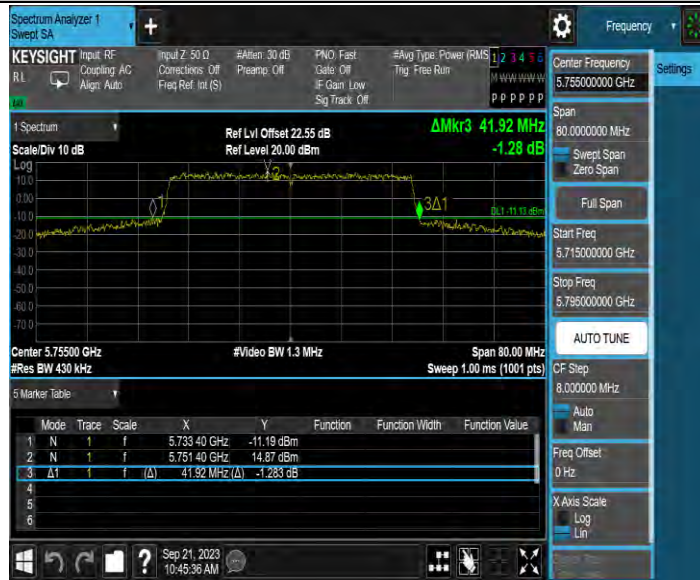 Spectrum Analyzer 1
Swept SA
+
Frequency
KEYSIGHT
RL
Input: RF
Coupling: AC
Align: Auto
Input Z: 50 Ω
Corrections: Off
Freq Ref: Int (S)
#Atten: 30 dB
Preamp: Off
PNO: Fast
Gate: Off
IF Gain: Low
Sig Track: Off
#Avg Type: Power (RMS
Trig: Free Run
1 2 3 4 5 6
M W W W W W
P P P P P P
Center Frequency
5.755000000 GHz
Settings
Span
80.0000000 MHz
Swept Span
Zero Span
Full Span
Start Freq
5.715000000 GHz
Stop Freq
5.795000000 GHz
AUTO TUNE
CF Step
8.000000 MHz
Auto
Man
Freq Offset
0 Hz
X Axis Scale
Log
Lin
1 Spectrum
Scale/Div 10 dB
Ref Lvl Offset 22.55 dB
Ref Level 20.00 dBm
ΔMkr3 41.92 MHz
-1.28 dB
Log
10.0
0.00
-10.0
-20.0
-30.0
-40.0
-50.0
-60.0
-70.0
1
2
3Δ1
DL1 -11.13 dBm
Center 5.75500 GHz
#Video BW 1.3 MHz
Span 80.00 MHz
#Res BW 430 kHz
Sweep 1.00 ms (1001 pts)
5 Marker Table
Mode Trace Scale X Y Function Function Width Function Value
1 N 1 f 5.733 40 GHz -11.19 dBm
2 N 1 f 5.751 40 GHz 14.87 dBm
3 Δ1 1 f (Δ) 41.92 MHz (Δ) -1.283 dB
4
5
6
?
Sep 21, 2023
10:45:36 AM